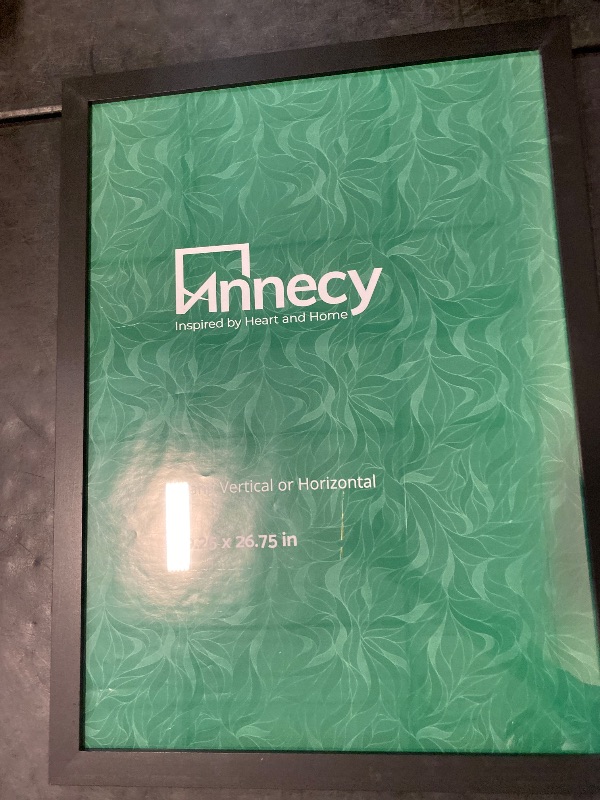 Annecy
Inspired by Heart and Home
Vertical or Horizontal
x 26.75 in